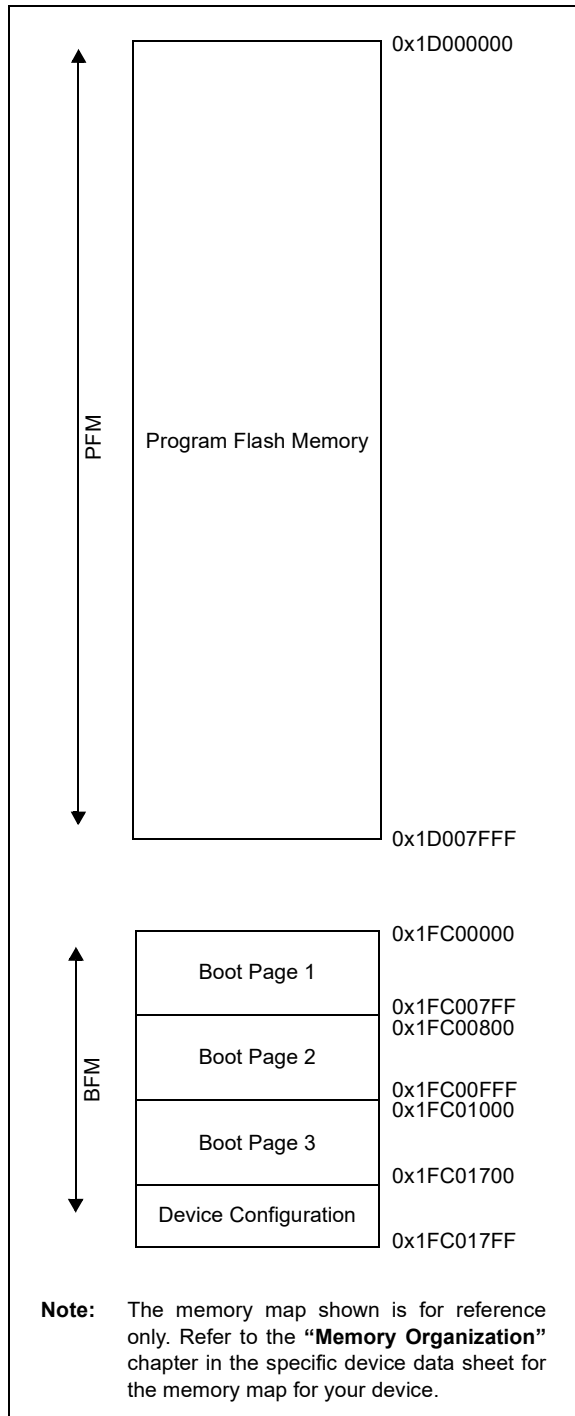 0x1D000000
PFM
Program Flash Memory
0x1D007FFF
0x1FC00000
Boot Page 1
0x1FC007FF
0x1FC00800
BFM
Boot Page 2
0x1FC00FFF
0x1FC01000
Boot Page 3
0x1FC01700
Device Configuration
0x1FC017FF
Note: The memory map shown is for reference
only. Refer to the “Memory Organization”
chapter in the specific device data sheet for
the memory map for your device.